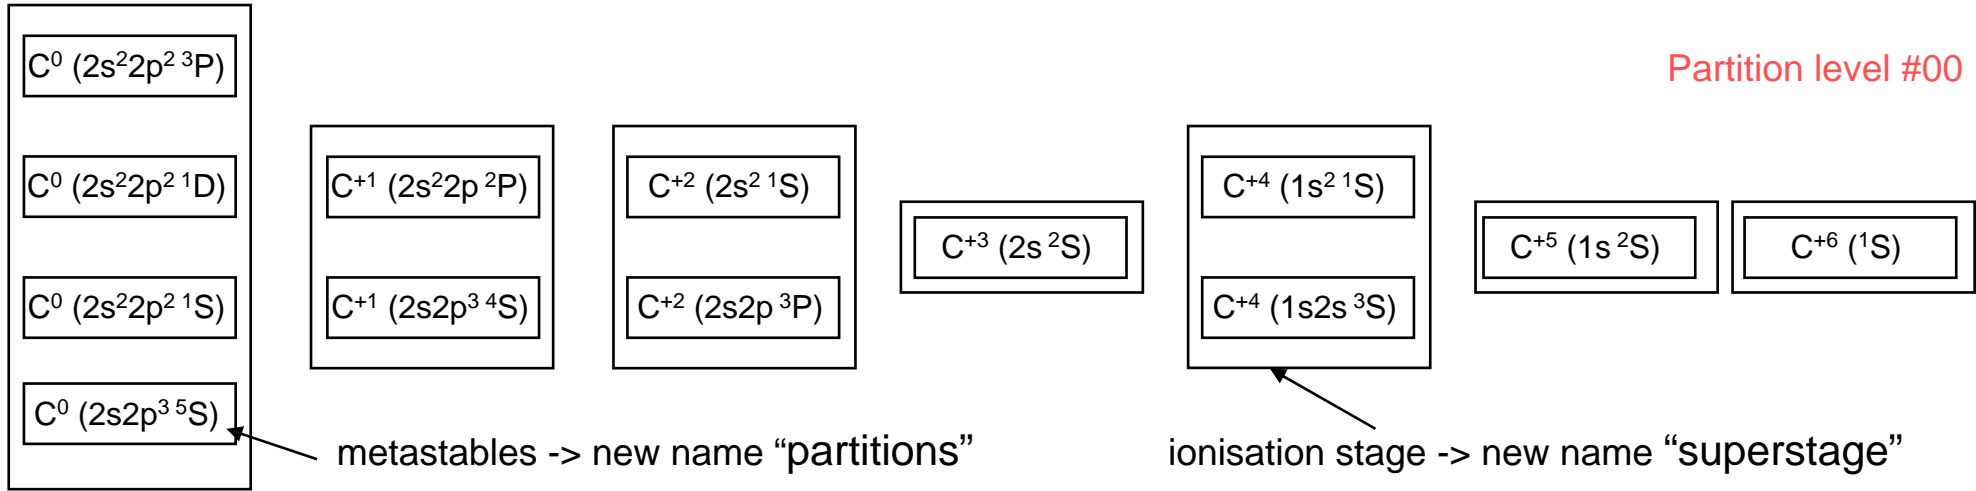 C⁰ (2s²2p² ³P)
C⁰ (2s²2p² ¹D)
C⁰ (2s²2p² ¹S)
C⁰ (2s2p³ ⁵S)
C⁺¹ (2s²2p ²P)
C⁺¹ (2s2p³ ⁴S)
C⁺² (2s² ¹S)
C⁺² (2s2p ³P)
C⁺³ (2s ²S)
C⁺⁴ (1s² ¹S)
C⁺⁴ (1s2s ³S)
C⁺⁵ (1s ²S)
C⁺⁶ (¹S)
Partition level #00
metastables -> new name “partitions”
ionisation stage -> new name “superstage”